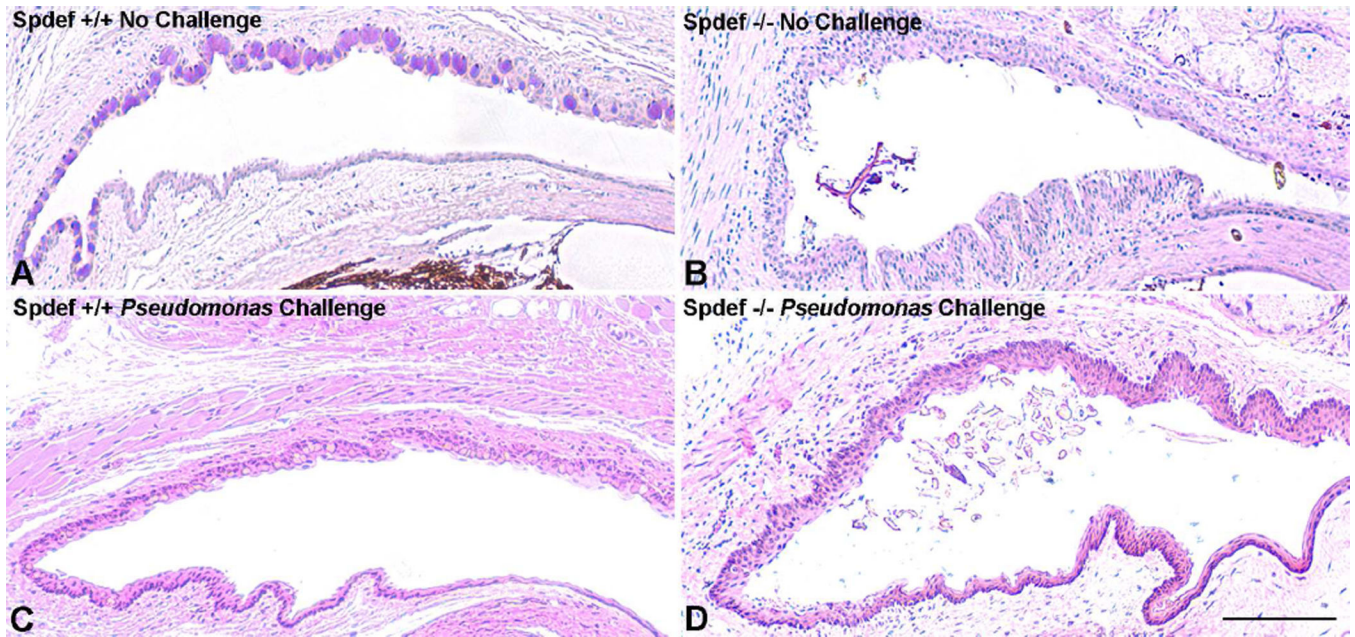 Spdef +/+ No Challenge
A
Spdef -/- No Challenge
B
Spdef +/+ Pseudomonas Challenge
C
Spdef -/- Pseudomonas Challenge
D